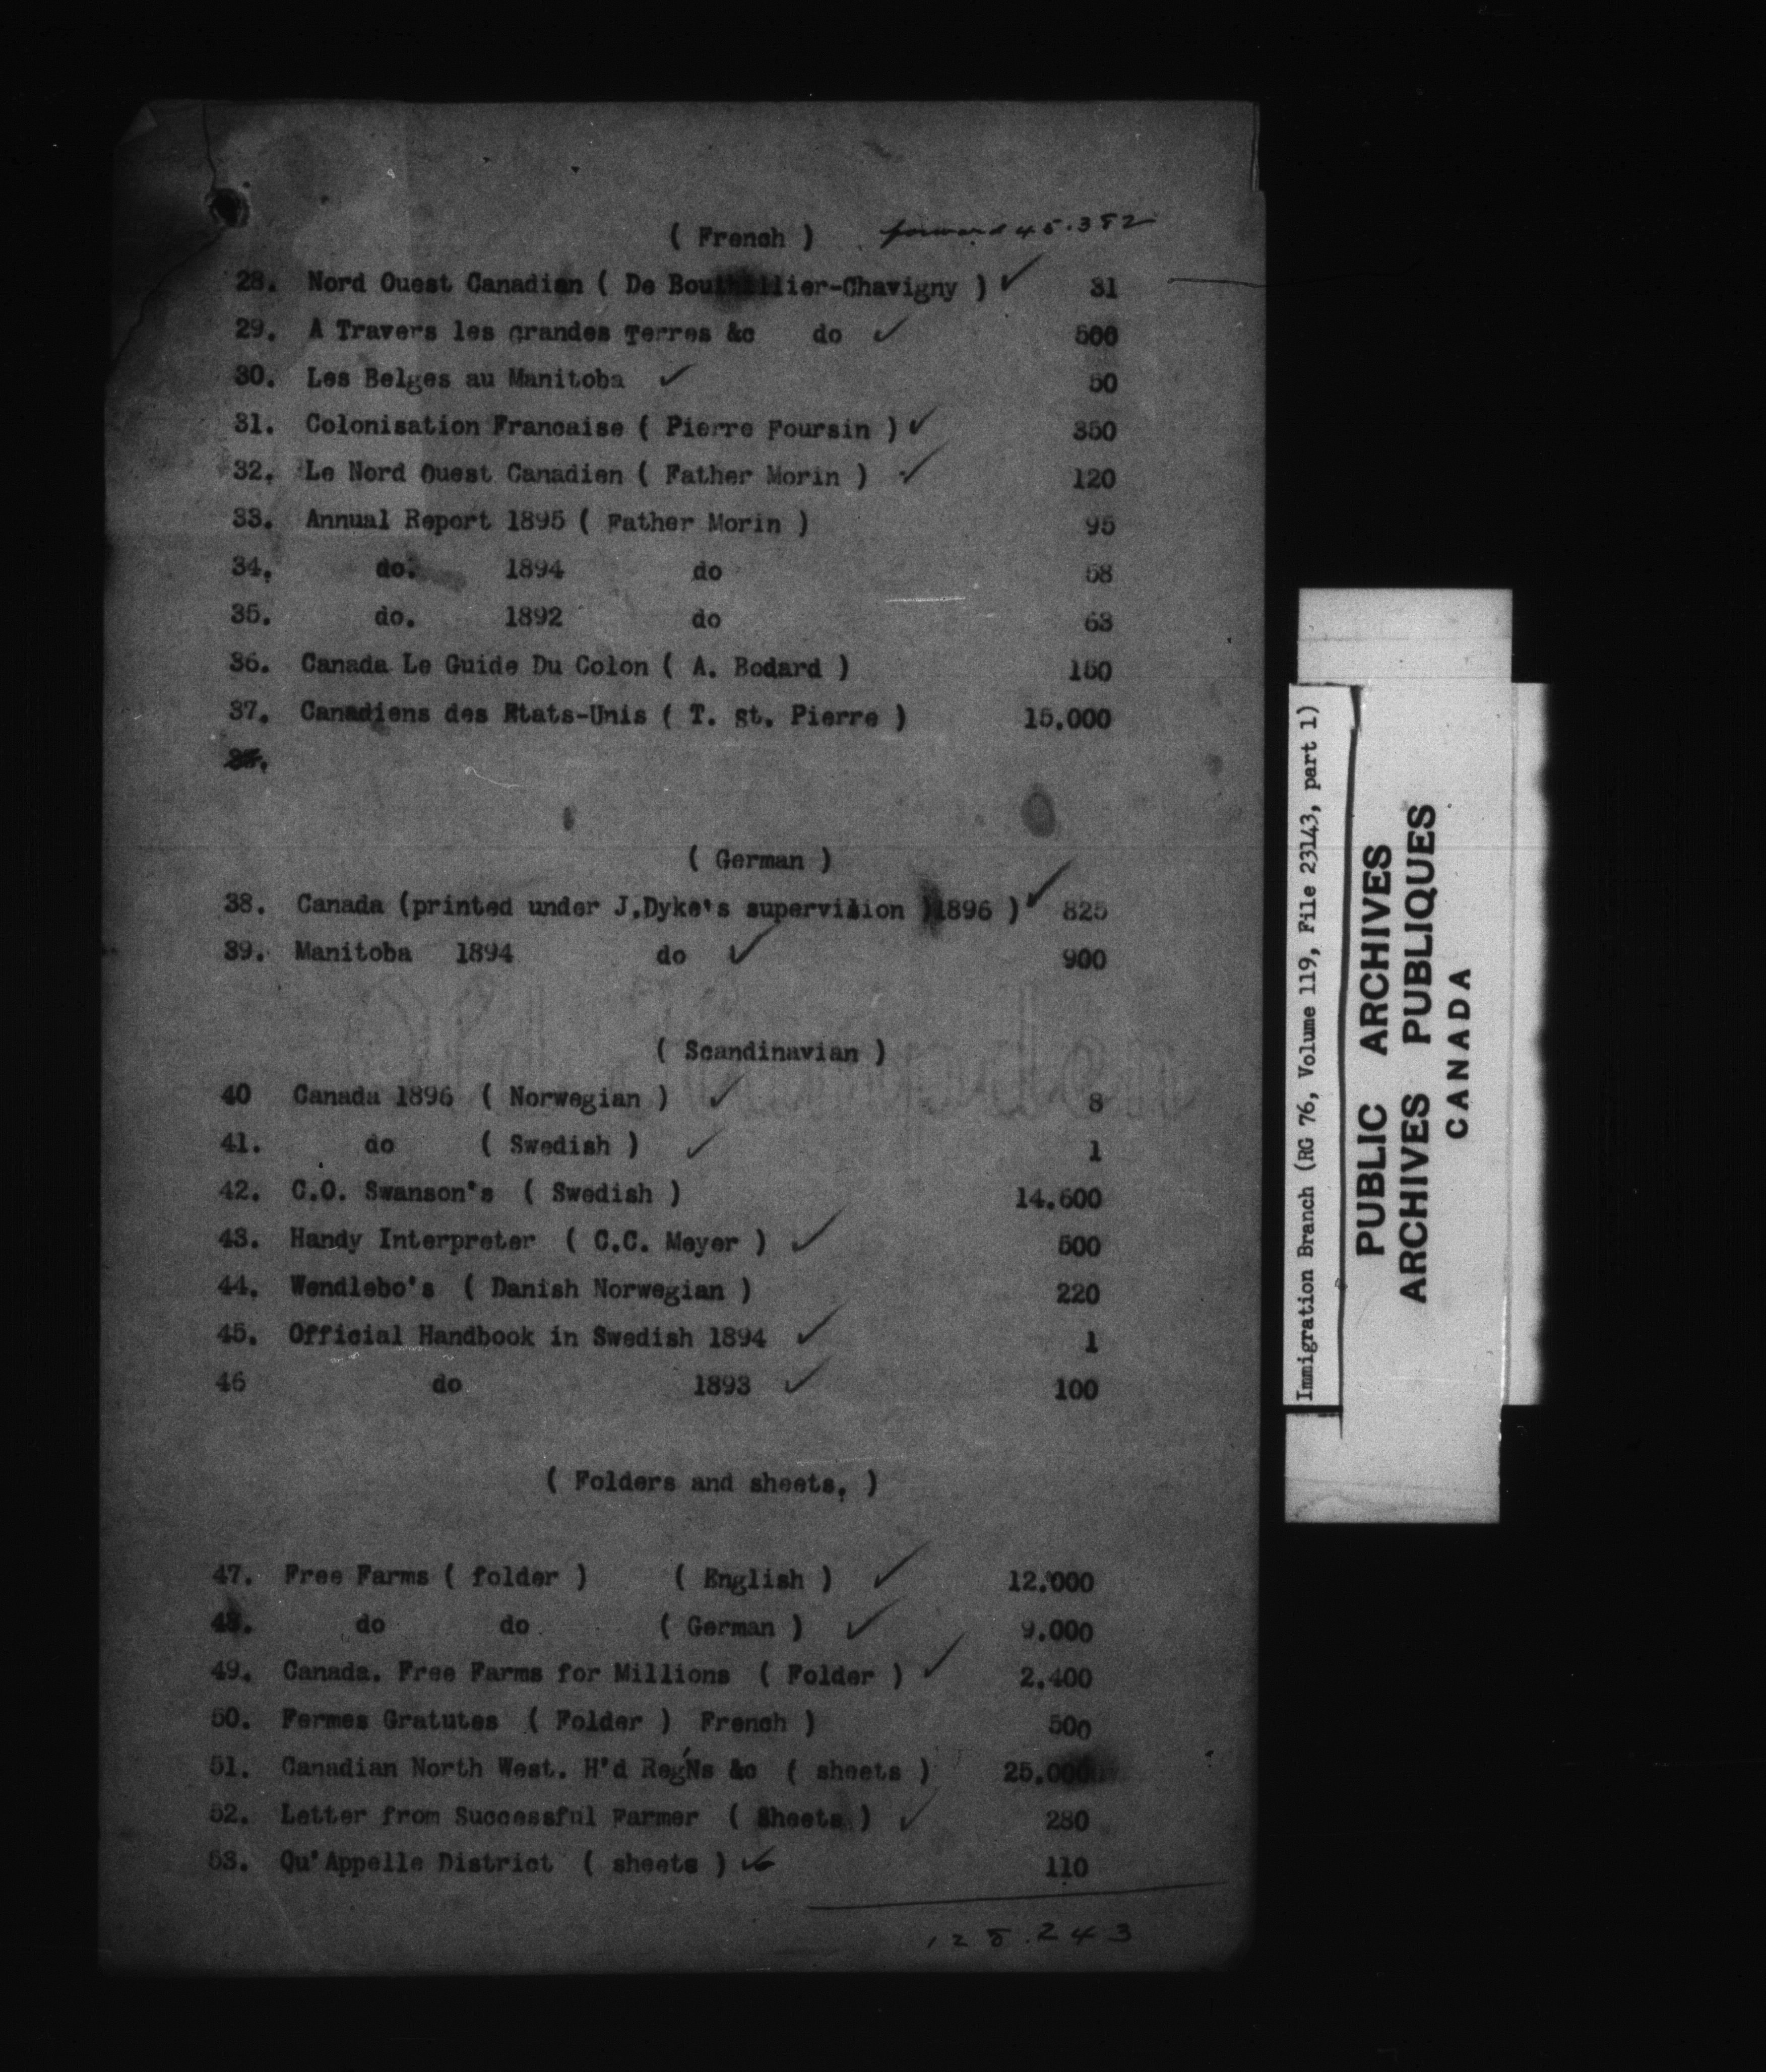 ( French ) forward 45.382
28. Nord Ouest Canadien ( De Bouthillier-Chavigny ) ✓ 31
29. A Travers les grandes Terres &c do ✓ 500
30. Les Belges au Manitoba ✓ 50
31. Colonisation Francaise ( Pierre Foursin ) ✓ 350
32. Le Nord Ouest Canadien ( Father Morin ) ✓ 120
33. Annual Report 1895 ( Father Morin ) 95
34. do. 1894 do 58
35. do. 1892 do 63
36. Canada Le Guide Du Colon ( A. Bodard ) 150
37. Canadiens des Etats-Unis ( T. St. Pierre ) 15.000
( German )
38. Canada (printed under J.Dyke's supervision )1896 ) ✓ 825
39. Manitoba 1894 do ✓ 900
( Scandinavian )
40 Canada 1896 ( Norwegian ) ✓ 8
41. do ( Swedish ) ✓ 1
42. C.O. Swanson's ( Swedish ) 14.600
43. Handy Interpreter ( C.C. Meyer ) ✓ 500
44. Wendlebo's ( Danish Norwegian ) 220
45. Official Handbook in Swedish 1894 ✓ 1
46 do 1893 ✓ 100
( Folders and sheets. )
47. Free Farms ( folder ) ( English ) ✓ 12.000
48. do do ( German ) ✓ 9.000
49. Canada. Free Farms for Millions ( Folder ) ✓ 2.400
50. Fermes Gratutes ( Folder ) French ) 500
51. Canadian North West. H'd Reg'Ns &c ( sheets ) 25.000
52. Letter from Successful Farmer ( Sheets ) ✓ 280
53. Qu'Appelle District ( sheets ) ✓ 110
128.243
Immigration Branch (RG 76, Volume 119, File 23143, part 1)
PUBLIC ARCHIVES
ARCHIVES PUBLIQUES
CANADA